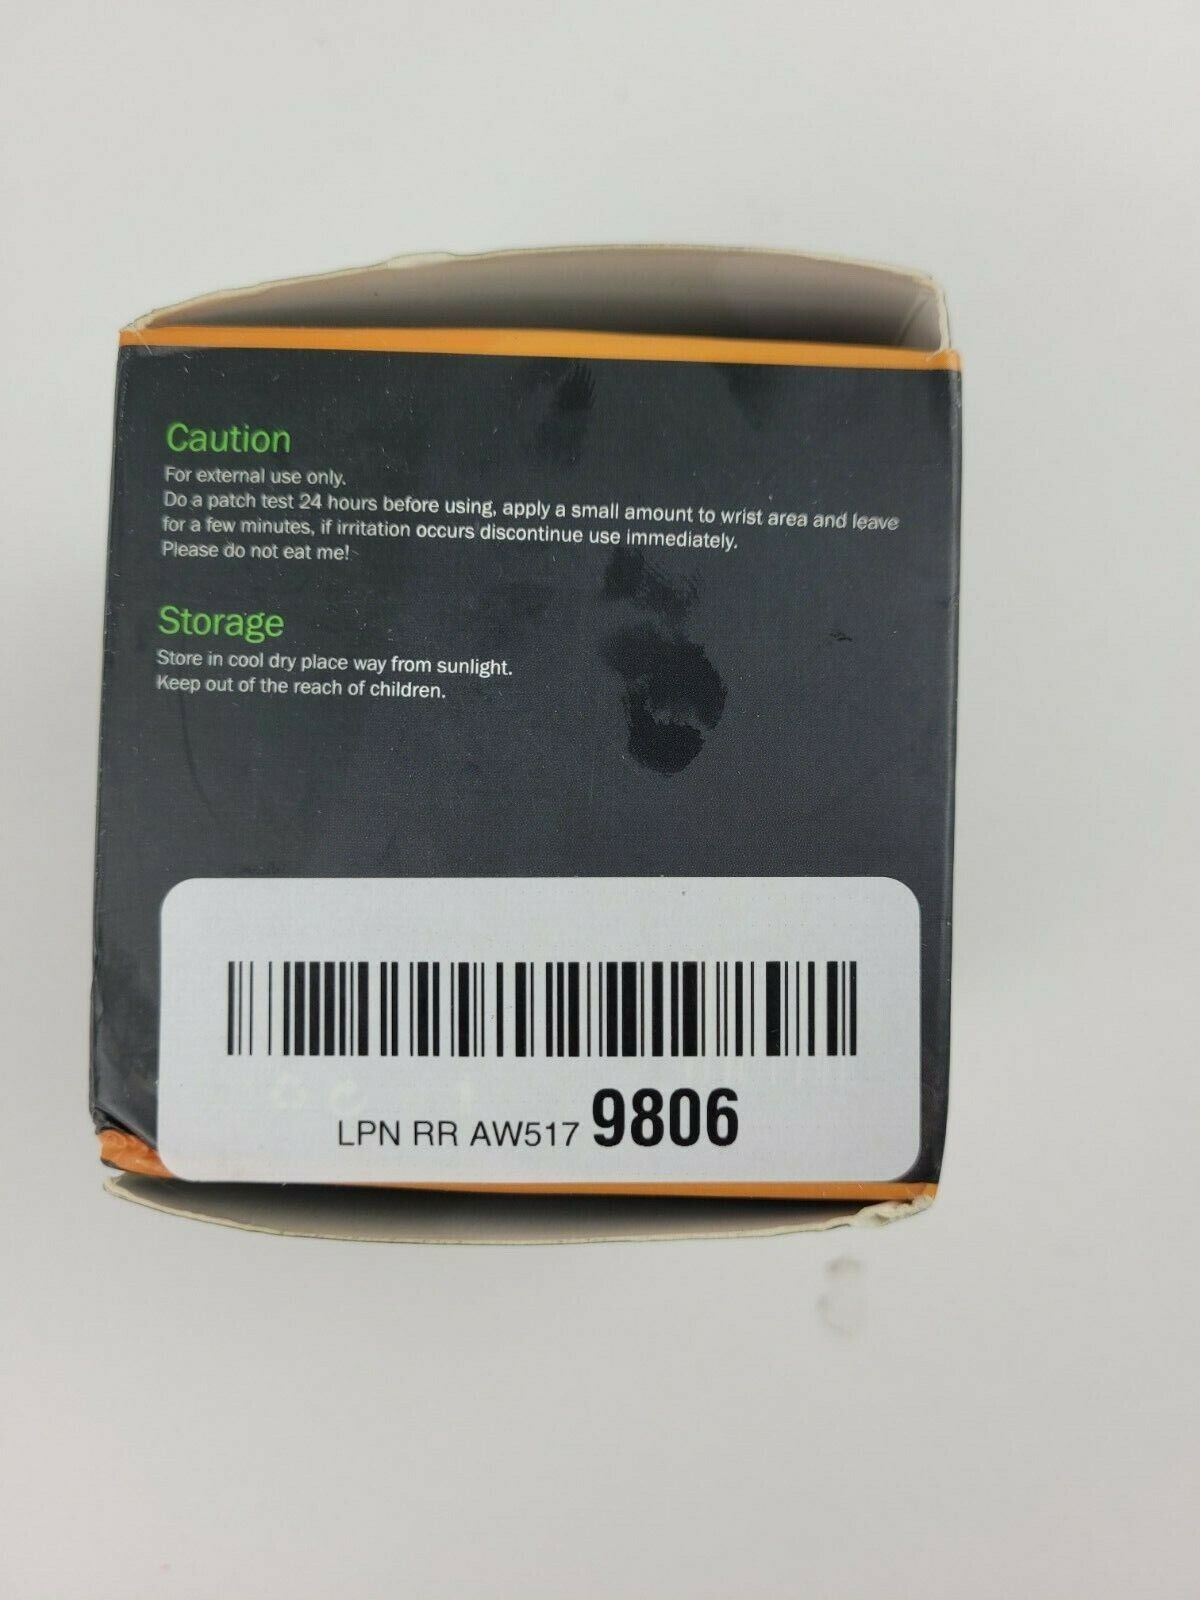 Caution
For external use only.
Do a patch test 24 hours before using, apply a small amount to wrist area and leave
for a few minutes, if irritation occurs discontinue use immediately.
Please do not eat me!
Storage
Store in cool dry place way from sunlight.
Keep out of the reach of children.
LPN RR AW517 9806